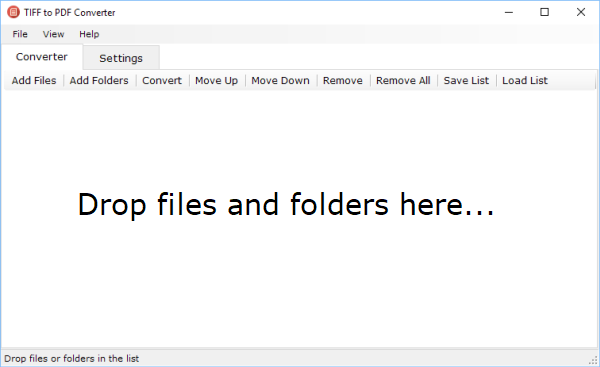 TIFF to PDF Converter
File View Help
Converter Settings
Add Files Add Folders Convert Move Up Move Down Remove Remove All Save List Load List
Drop files and folders here...
Drop files or folders in the list